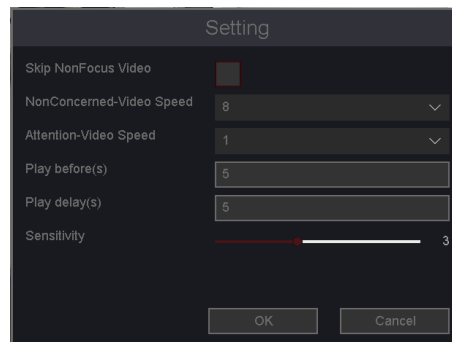 Setting
Skip NonFocus Video
NonConcerned-Video Speed 8
Attention-Video Speed 1
Play before(s) 5
Play delay(s) 5
Sensitivity 3
OK Cancel